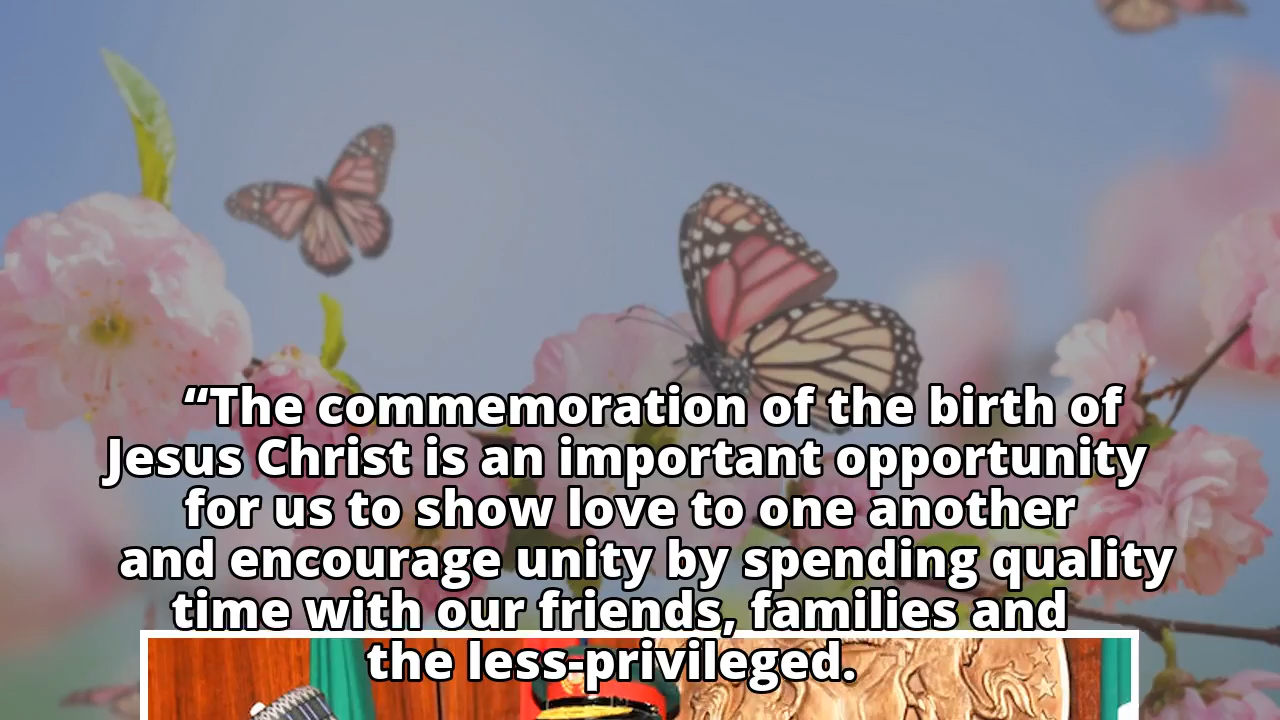 “The commemoration of the birth of
Jesus Christ is an important opportunity
for us to show love to one another
and encourage unity by spending quality
time with our friends, families and
the less-privileged.